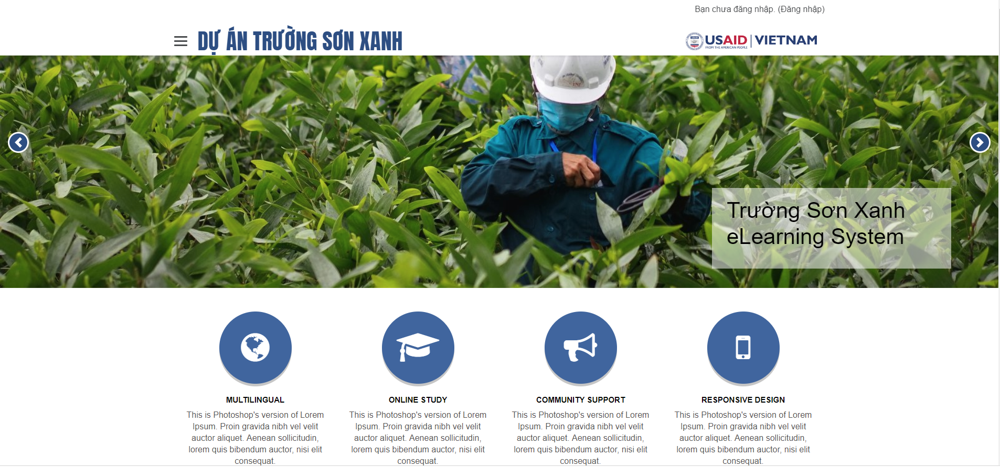 Bạn chưa đăng nhập. (Đăng nhập)
DỰ ÁN TRƯỜNG SƠN XANH
USAID | VIETNAM
FROM THE AMERICAN PEOPLE
Trường Sơn Xanh
eLearning System
MULTILINGUAL
This is Photoshop's version of Lorem
Ipsum. Proin gravida nibh vel velit
auctor aliquet. Aenean sollicitudin,
lorem quis bibendum auctor, nisi elit
consequat.
ONLINE STUDY
This is Photoshop's version of Lorem
Ipsum. Proin gravida nibh vel velit
auctor aliquet. Aenean sollicitudin,
lorem quis bibendum auctor, nisi elit
consequat.
COMMUNITY SUPPORT
This is Photoshop's version of Lorem
Ipsum. Proin gravida nibh vel velit
auctor aliquet. Aenean sollicitudin,
lorem quis bibendum auctor, nisi elit
consequat.
RESPONSIVE DESIGN
This is Photoshop's version of Lorem
Ipsum. Proin gravida nibh vel velit
auctor aliquet. Aenean sollicitudin,
lorem quis bibendum auctor, nisi elit
consequat.